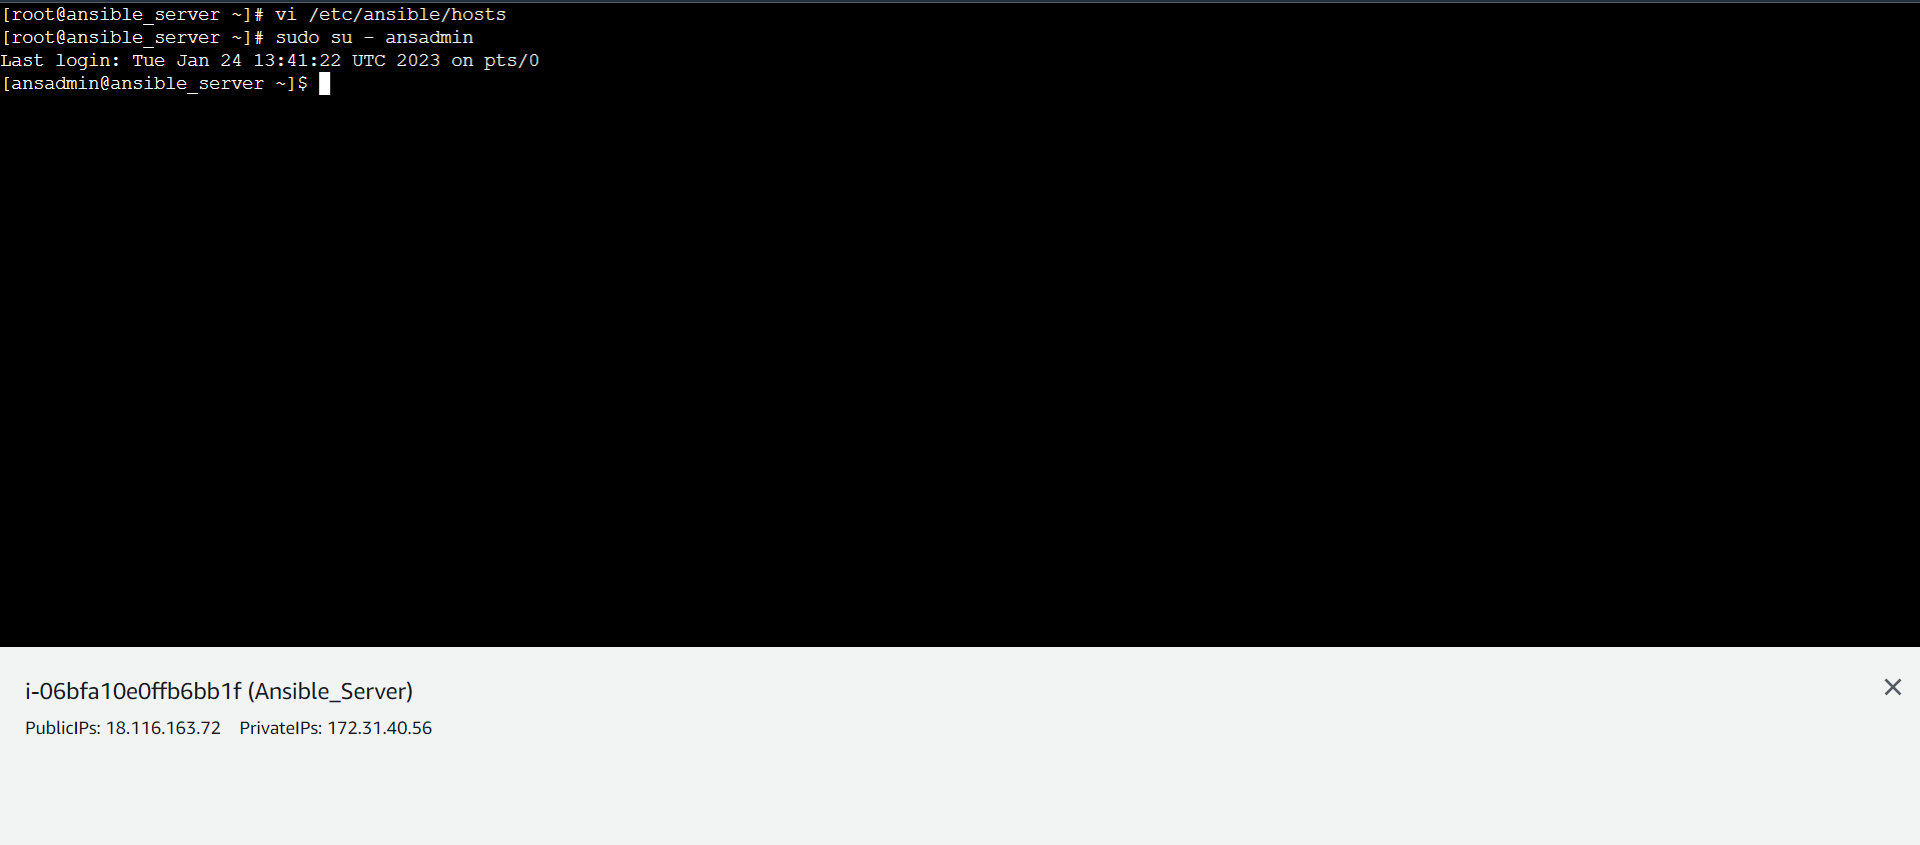 [root@ansible_server ~]# vi /etc/ansible/hosts
[root@ansible_server ~]# sudo su - ansadmin
Last login: Tue Jan 24 13:41:22 UTC 2023 on pts/0
[ansadmin@ansible_server ~]$
i-06bfa10e0ffb6bb1f (Ansible_Server)
PublicIPs: 18.116.163.72 PrivateIPs: 172.31.40.56